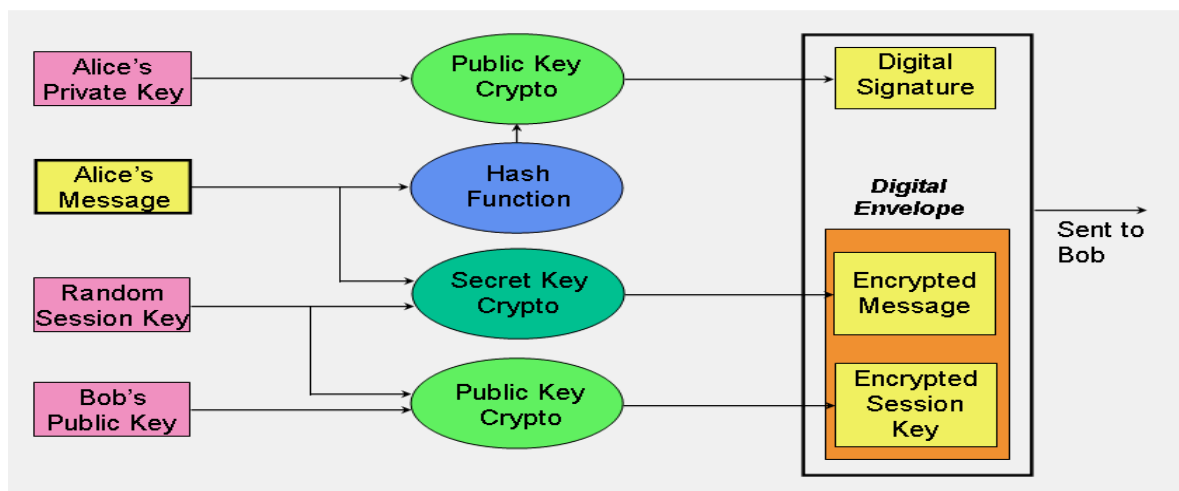 Alice's
Private Key
Public Key
Crypto
Digital
Signature
Alice's
Message
Hash
Function
Digital
Envelope
Sent to
Bob
Random
Session Key
Secret Key
Crypto
Encrypted
Message
Bob's
Public Key
Public Key
Crypto
Encrypted
Session
Key